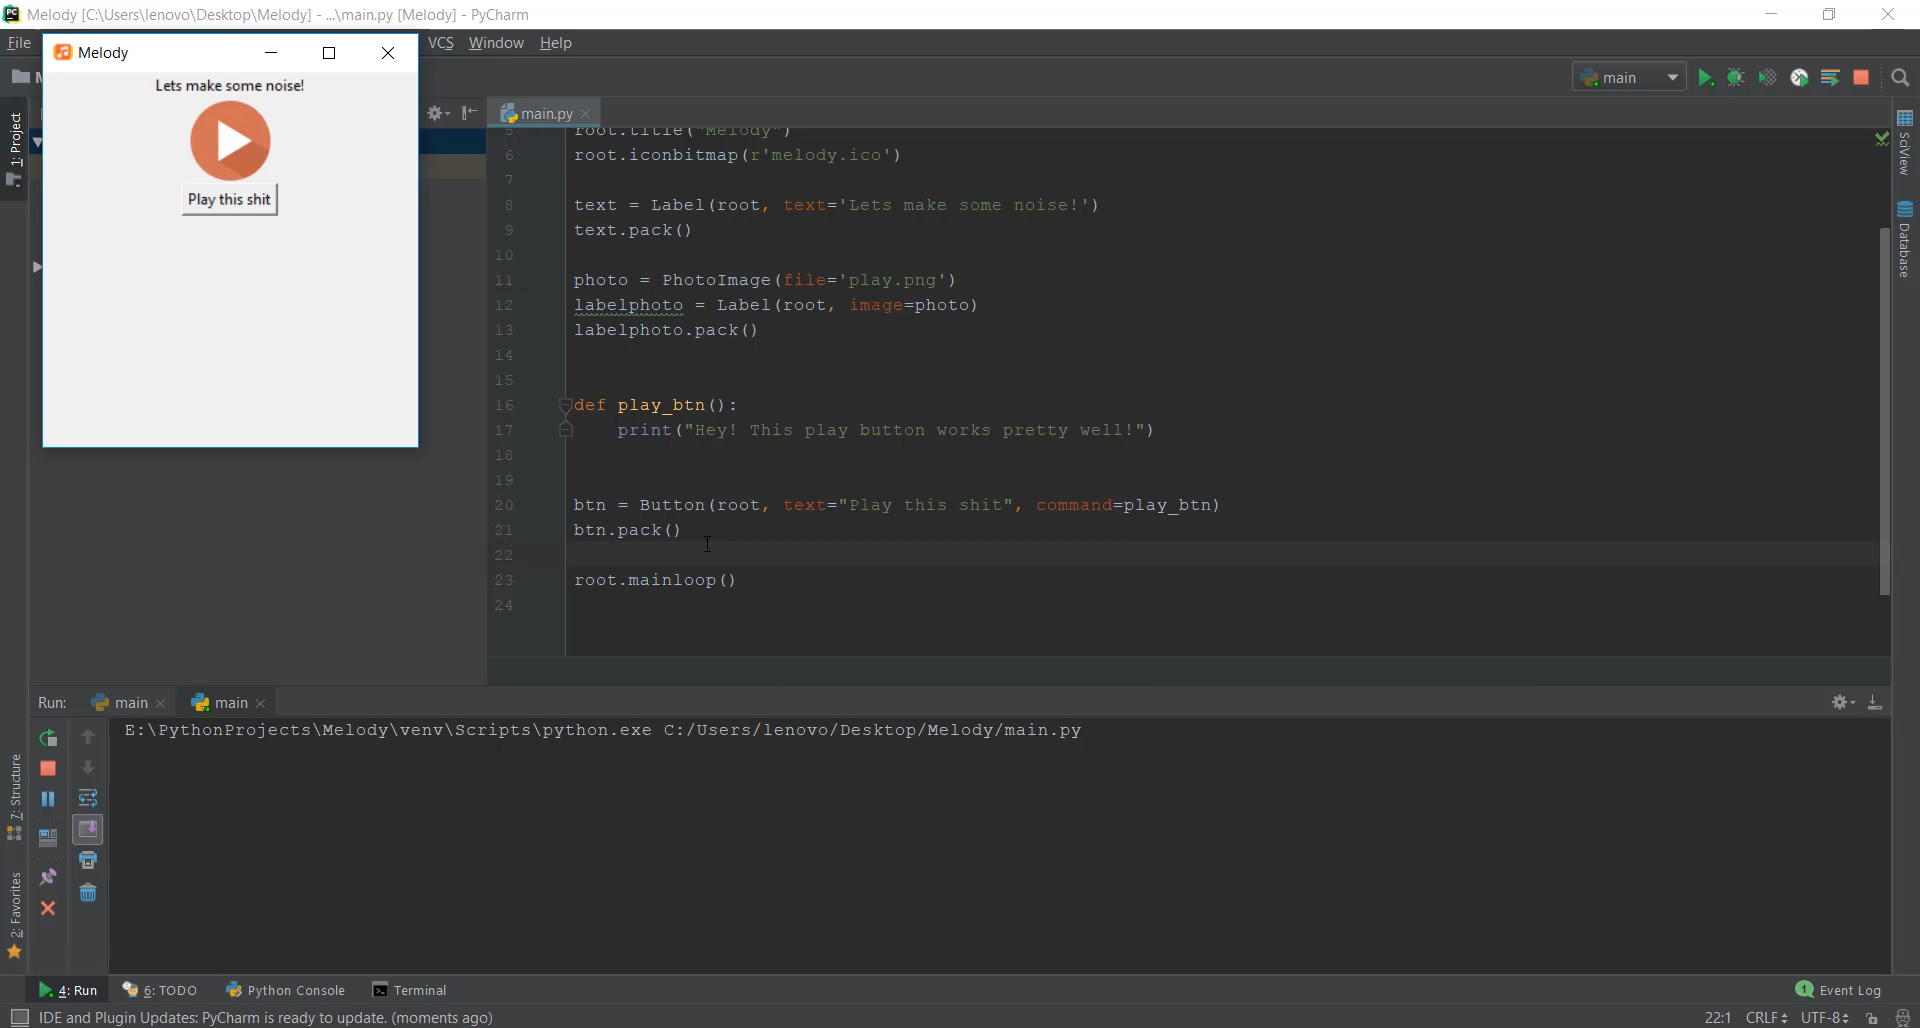 Melody [C:\Users\lenovo\Desktop\Melody] - ...\main.py [Melody] - PyCharm
File
VCS Window Help
Melody
Lets make some noise!
Play this shit
main
main.py
1: Project
SciView
Database
5 root.title("Melody")
6 root.iconbitmap(r'melody.ico')
7
8 text = Label(root, text='Lets make some noise!')
9 text.pack()
10
11 photo = PhotoImage(file='play.png')
12 labelphoto = Label(root, image=photo)
13 labelphoto.pack()
14
15
16 def play_btn():
17 print("Hey! This play button works pretty well!")
18
19
20 btn = Button(root, text="Play this shit", command=play_btn)
21 btn.pack()
22
23 root.mainloop()
24
Run: main main
E:\PythonProjects\Melody\venv\Scripts\python.exe C:/Users/lenovo/Desktop/Melody/main.py
7: Structure
2: Favorites
4: Run 6: TODO Python Console Terminal
1 Event Log
IDE and Plugin Updates: PyCharm is ready to update. (moments ago)
22:1 CRLF UTF-8